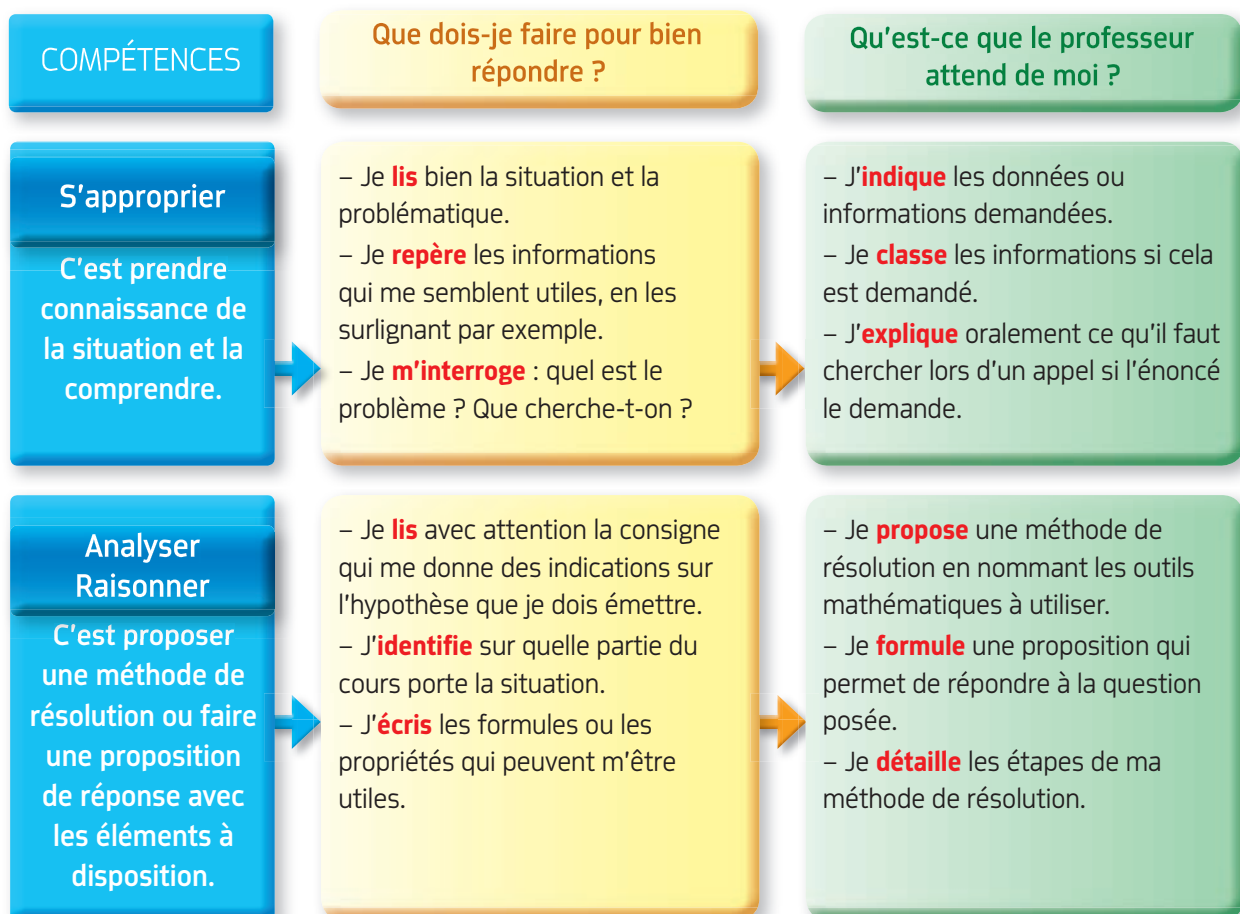 COMPÉTENCES
Que dois-je faire pour bien
répondre ?
Qu'est-ce que le professeur
attend de moi ?
S'approprier
C'est prendre
connaissance de
la situation et la
comprendre.
– Je lis bien la situation et la
problématique.
– Je repère les informations
qui me semblent utiles, en les
surlignant par exemple.
– Je m'interroge : quel est le
problème ? Que cherche-t-on ?
– J'indique les données ou
informations demandées.
– Je classe les informations si cela
est demandé.
– J'explique oralement ce qu'il faut
chercher lors d'un appel si l'énoncé
le demande.
Analyser
Raisonner
C'est proposer
une méthode de
résolution ou faire
une proposition
de réponse avec
les éléments à
disposition.
– Je lis avec attention la consigne
qui me donne des indications sur
l'hypothèse que je dois émettre.
– J'identifie sur quelle partie du
cours porte la situation.
– J'écris les formules ou les
propriétés qui peuvent m'être
utiles.
– Je propose une méthode de
résolution en nommant les outils
mathématiques à utiliser.
– Je formule une proposition qui
permet de répondre à la question
posée.
– Je détaille les étapes de ma
méthode de résolution.